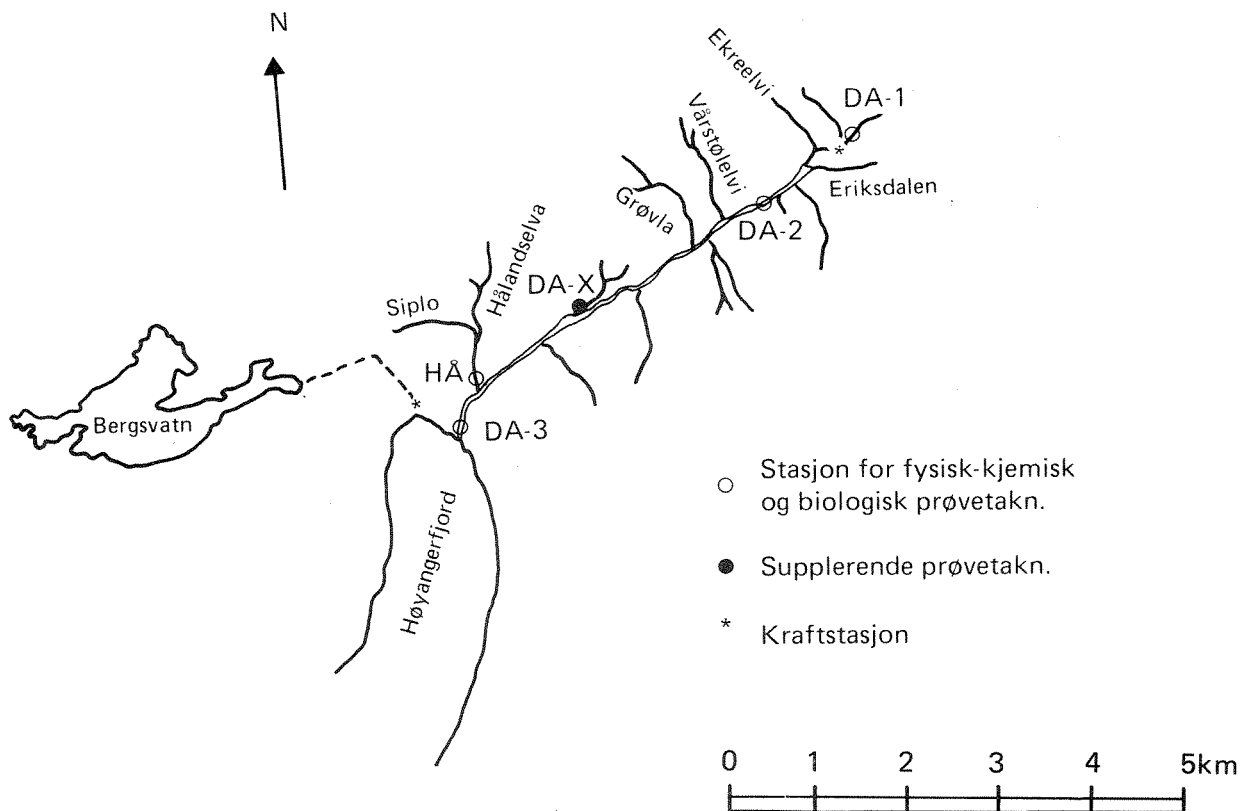 N
Ekreelvi
DA-1
Vårstølelvi
Eriksdalen
Grøvla
DA-2
Hålandselva
DA-X
Siplo
HÅ
Bergsvatn
DA-3
Høyangerfjord
Stasjon for fysisk-kjemisk
og biologisk prøvetakn.
Supplerende prøvetakn.
* Kraftstasjon
0 1 2 3 4 5km